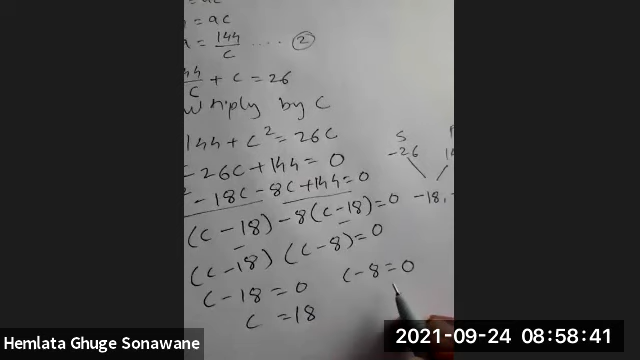 = ac
= ac
= 144/c .... ②
44/c + c = 26
ultiply by c
144 + c² = 26c
- 26c + 144 = 0
- 18c - 8c + 144 = 0
(c - 18) - 8(c - 18) = 0
(c - 18) (c - 8) = 0
c - 18 = 0 c - 8 = 0
c = 18
S
-26
-18, -
Hemlata Ghuge Sonawane
2021-09-24 08:58:41